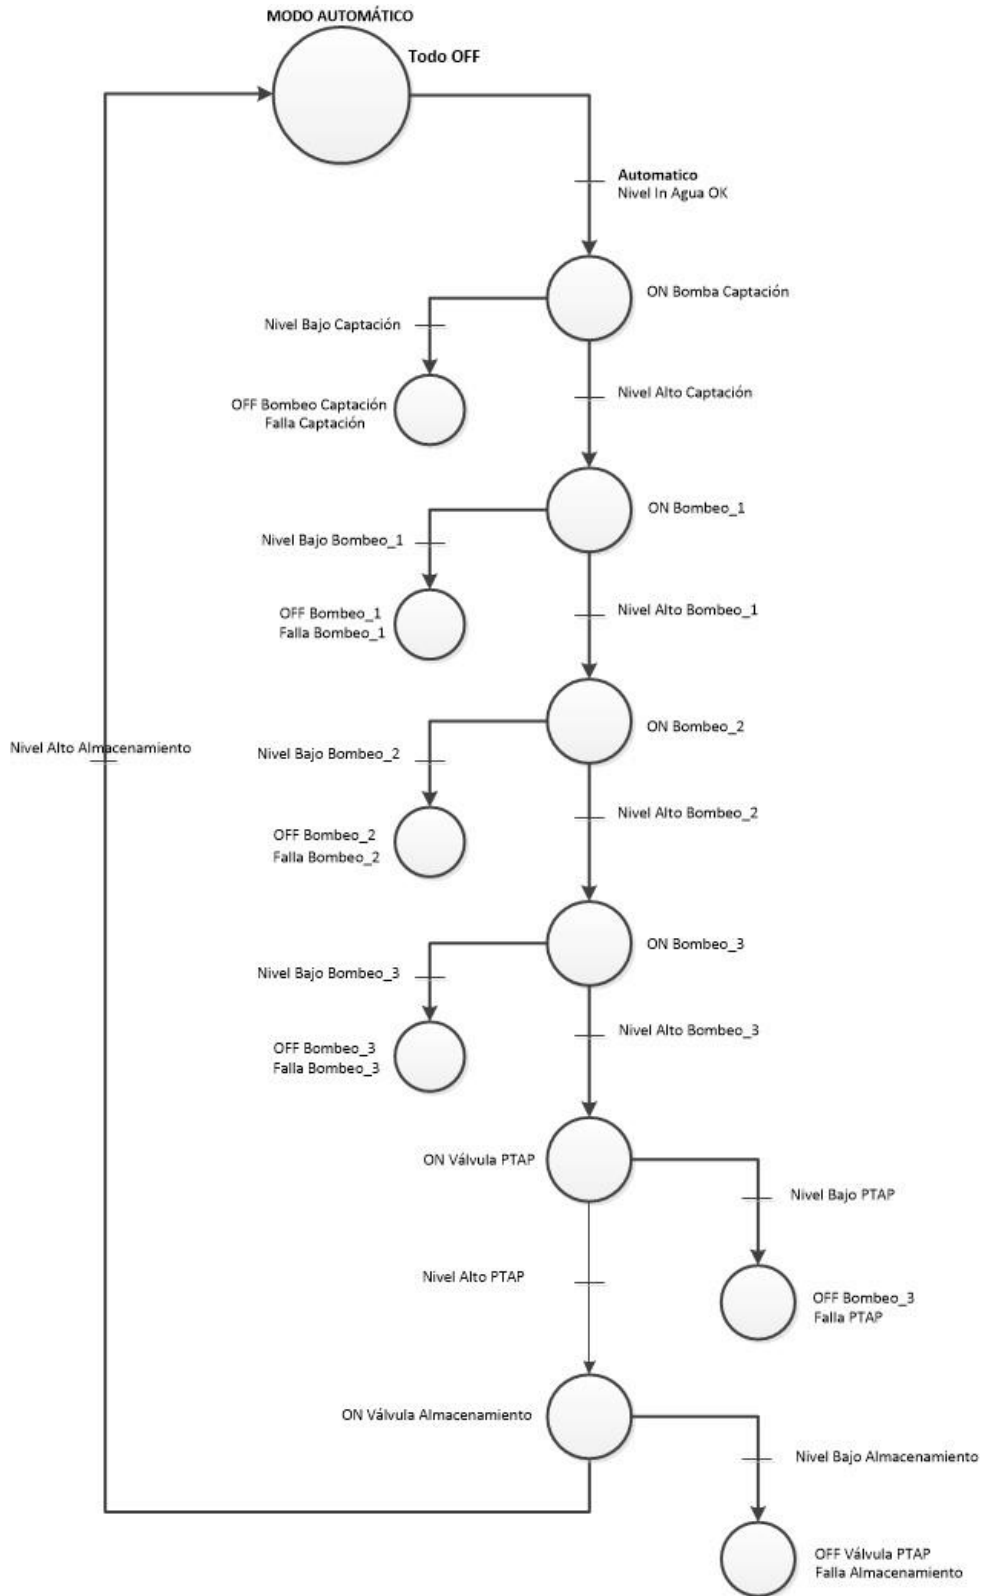 MODO AUTOMÁTICO
Todo OFF
Automatico
Nivel In Agua OK
ON Bomba Captación
Nivel Bajo Captación
Nivel Alto Captación
OFF Bombeo Captación
Falla Captación
ON Bombeo_1
Nivel Bajo Bombeo_1
Nivel Alto Bombeo_1
OFF Bombeo_1
Falla Bombeo_1
ON Bombeo_2
Nivel Alto Almacenamiento
Nivel Bajo Bombeo_2
Nivel Alto Bombeo_2
OFF Bombeo_2
Falla Bombeo_2
ON Bombeo_3
Nivel Bajo Bombeo_3
Nivel Alto Bombeo_3
OFF Bombeo_3
Falla Bombeo_3
ON Válvula PTAP
Nivel Bajo PTAP
Nivel Alto PTAP
OFF Bombeo_3
Falla PTAP
ON Válvula Almacenamiento
Nivel Bajo Almacenamiento
OFF Válvula PTAP
Falla Almacenamiento